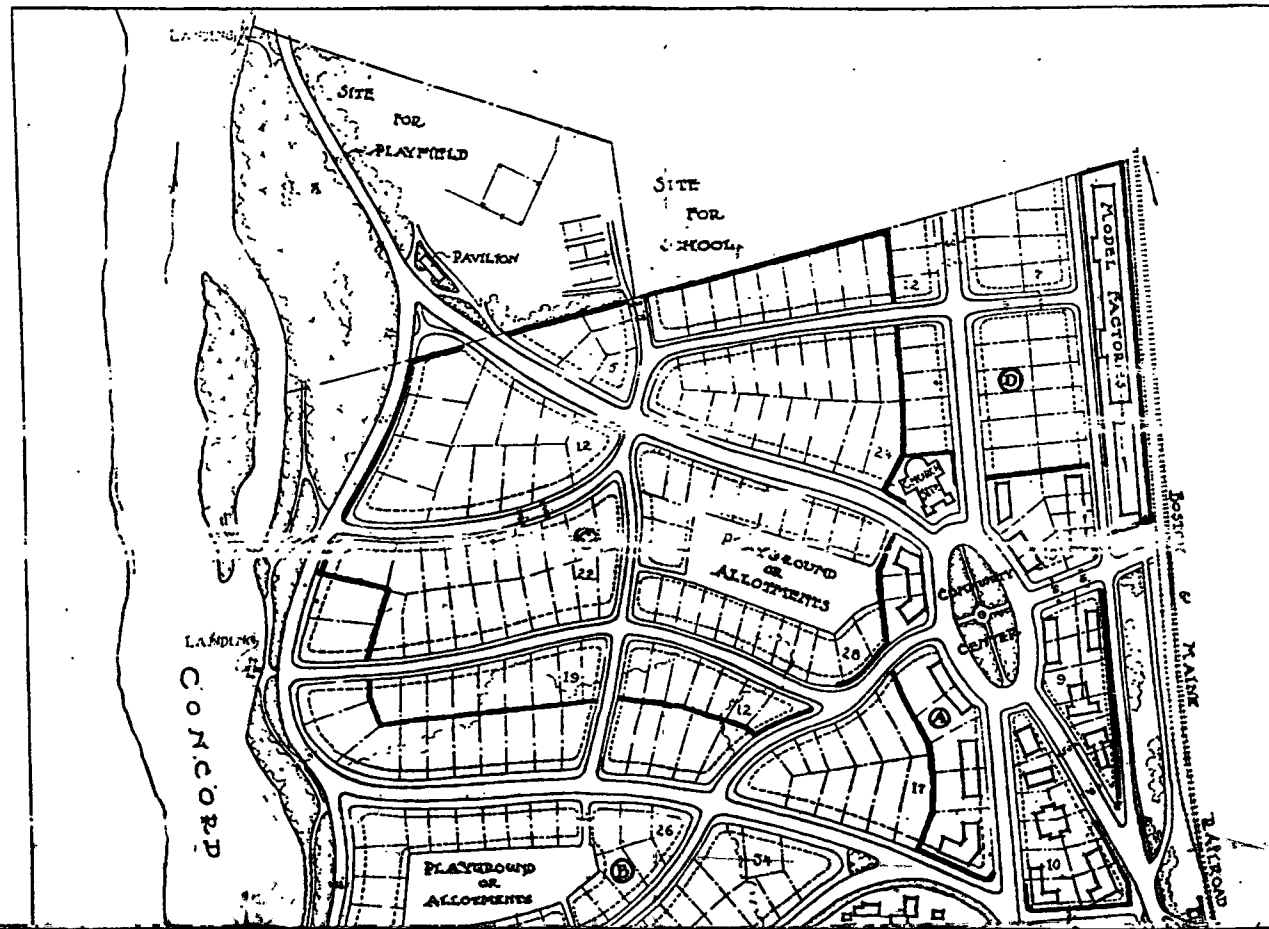 LANDING
SITE
FOR
PLAYFIELD
SITE
FOR
SCHOOL
PAVILION
MODEL FACTORIES
2
7
5
D
12
24
CHURCH
SITE
22
PLAYGROUND
OR
ALLOTMENTS
COMMUNITY
CENTER
BOSTON & MAINE RAILROAD
LANDING
28
9
19
12
A
CONCORD
17
26
34
10
PLAYGROUND
OR
ALLOTMENTS
B